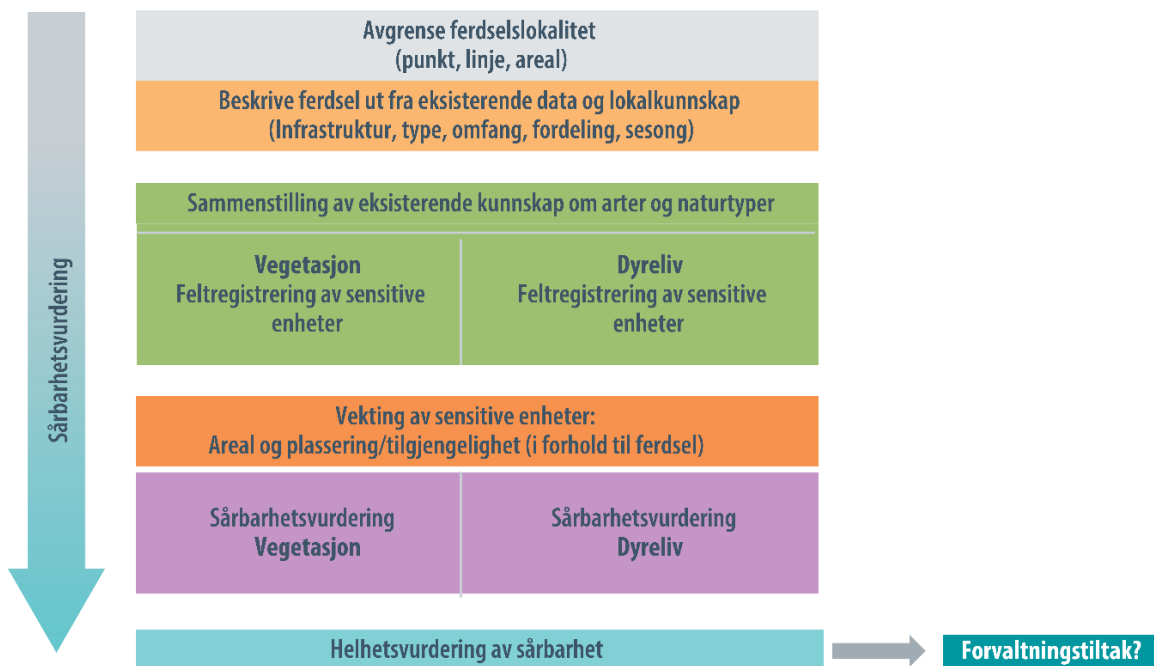 Avgrense ferdselslokalitet
(punkt, linje, areal)
Beskrive ferdsel ut fra eksisterende data og lokalkunnskap
(Infrastruktur, type, omfang, fordeling, sesong)
Sammenstilling av eksisterende kunnskap om arter og naturtyper
Vegetasjon
Feltregistrering av sensitive
enheter
Dyreliv
Feltregistrering av sensitive
enheter
Sårbarhetsvurdering
Vekting av sensitive enheter:
Areal og plassering/tilgjengelighet (i forhold til ferdsel)
Sårbarhetsvurdering
Vegetasjon
Sårbarhetsvurdering
Dyreliv
Helhetsvurdering av sårbarhet
Forvaltningstiltak?